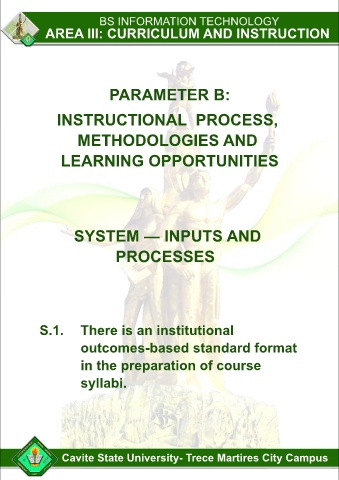 BS INFORMATION TECHNOLOGY
AREA III: CURRICULUM AND INSTRUCTION
PARAMETER B:
INSTRUCTIONAL PROCESS,
METHODOLOGIES AND
LEARNING OPPORTUNITIES
SYSTEM — INPUTS AND
PROCESSES
S.1. There is an institutional
outcomes-based standard format
in the preparation of course
syllabi.
Cavite State University- Trece Martires City Campus